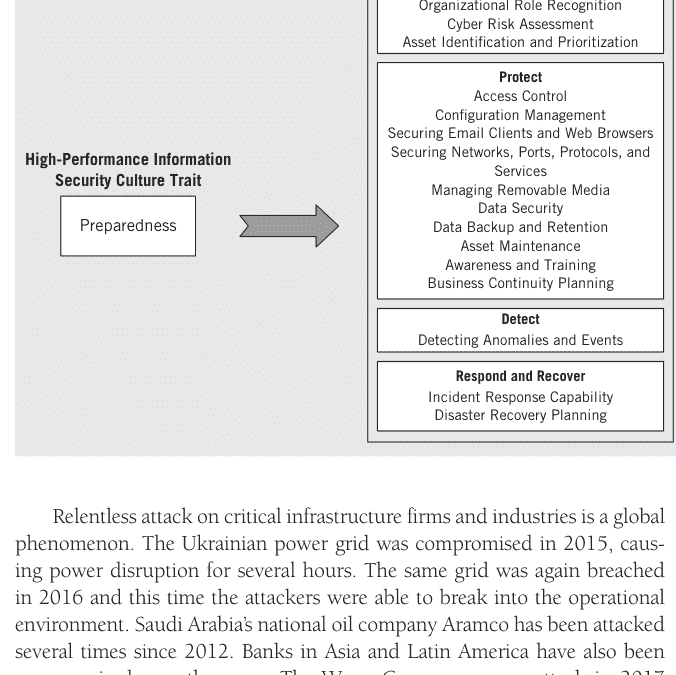 Organizational Role Recognition
Cyber Risk Assessment
Asset Identification and Prioritization
Protect
Access Control
Configuration Management
Securing Email Clients and Web Browsers
Securing Networks, Ports, Protocols, and
Services
Managing Removable Media
Data Security
Data Backup and Retention
Asset Maintenance
Awareness and Training
Business Continuity Planning
High-Performance Information
Security Culture Trait
Preparedness
Detect
Detecting Anomalies and Events
Respond and Recover
Incident Response Capability
Disaster Recovery Planning
Relentless attack on critical infrastructure firms and industries is a global
phenomenon. The Ukrainian power grid was compromised in 2015, caus-
ing power disruption for several hours. The same grid was again breached
in 2016 and this time the attackers were able to break into the operational
environment. Saudi Arabia's national oil company Aramco has been attacked
several times since 2012. Banks in Asia and Latin America have also been